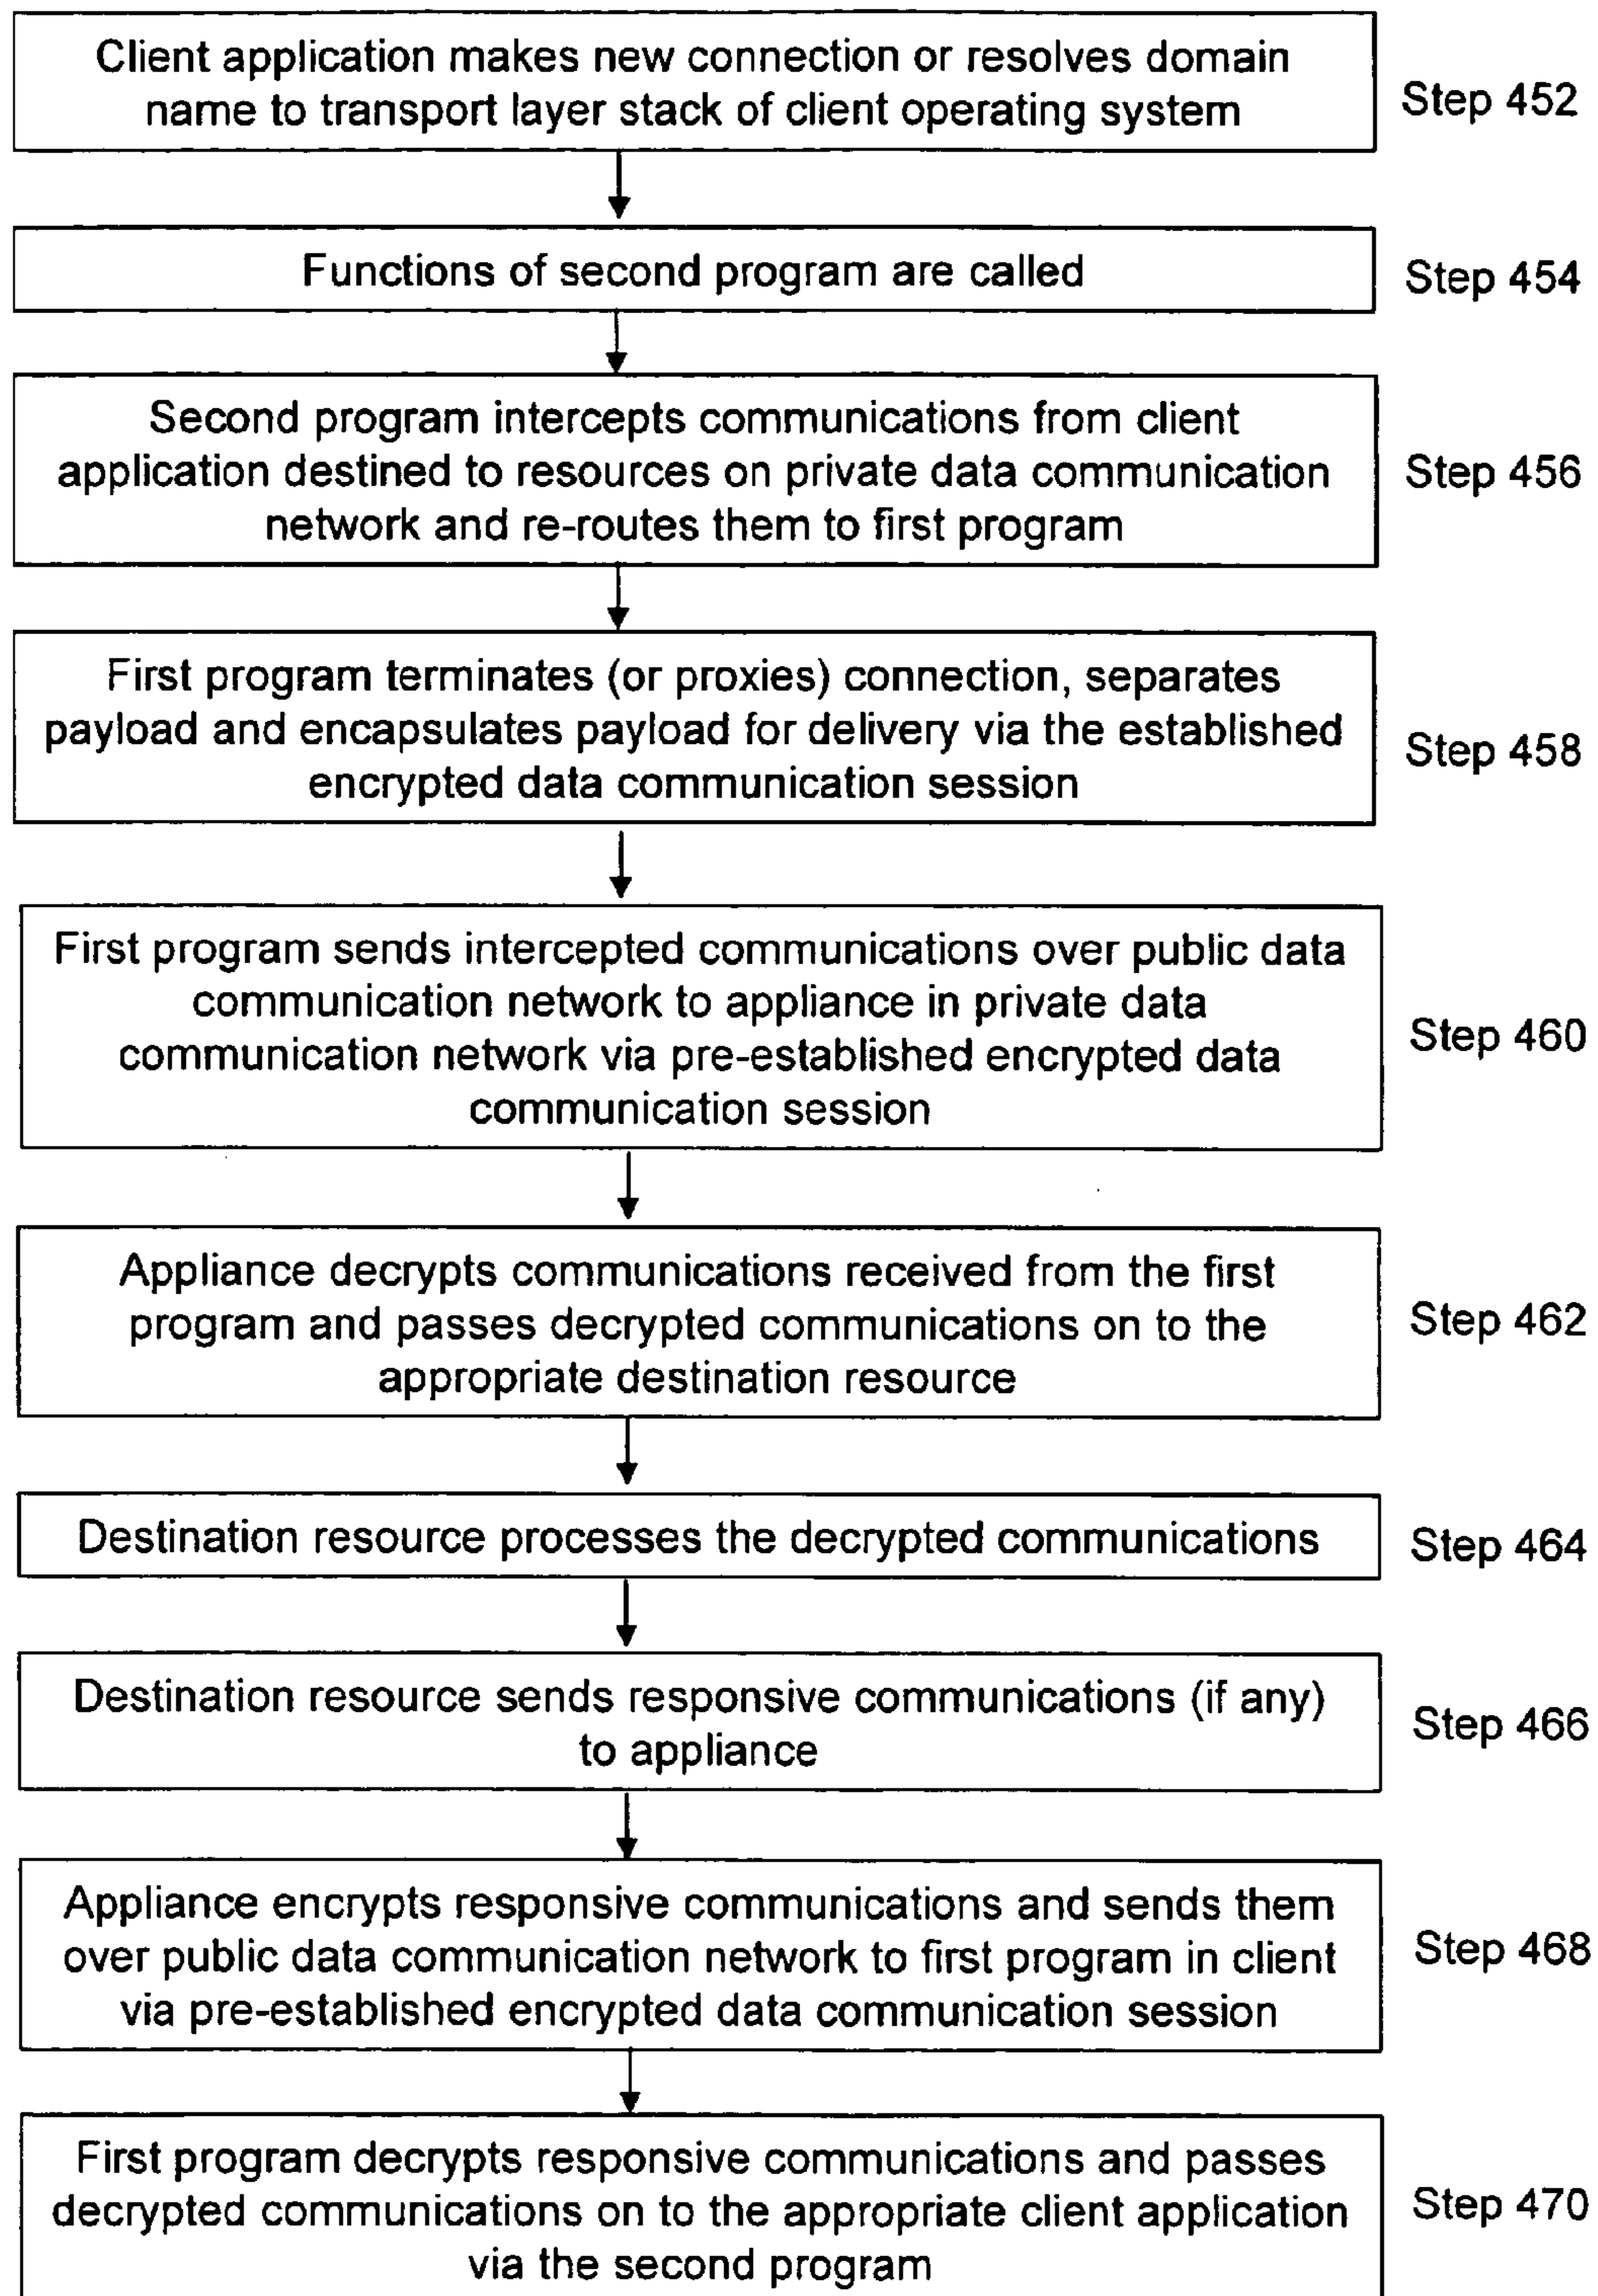 Client application makes new connection or resolves domain
name to transport layer stack of client operating system
Step 452
Functions of second program are called
Step 454
Second program intercepts communications from client
application destined to resources on private data communication
network and re-routes them to first program
Step 456
First program terminates (or proxies) connection, separates
payload and encapsulates payload for delivery via the established
encrypted data communication session
Step 458
First program sends intercepted communications over public data
communication network to appliance in private data
communication network via pre-established encrypted data
communication session
Step 460
Appliance decrypts communications received from the first
program and passes decrypted communications on to the
appropriate destination resource
Step 462
Destination resource processes the decrypted communications
Step 464
Destination resource sends responsive communications (if any)
to appliance
Step 466
Appliance encrypts responsive communications and sends them
over public data communication network to first program in client
via pre-established encrypted data communication session
Step 468
First program decrypts responsive communications and passes
decrypted communications on to the appropriate client application
via the second program
Step 470